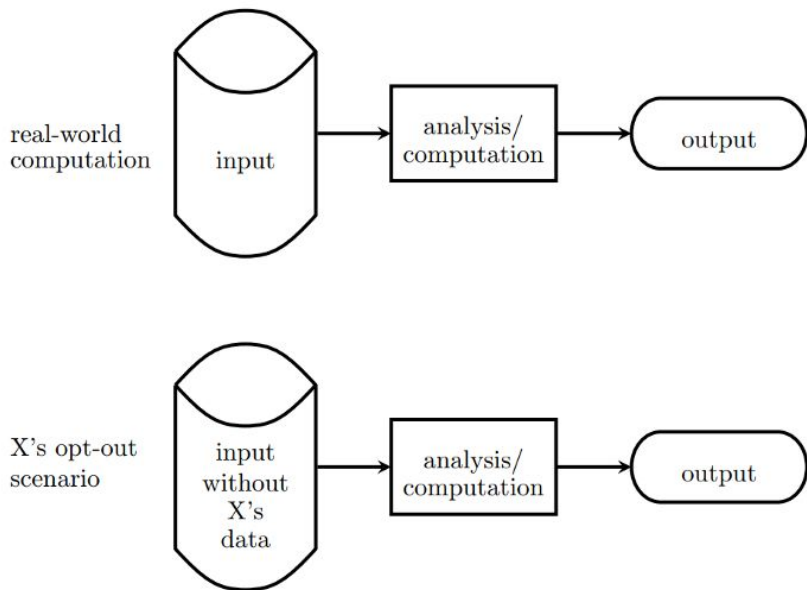 real-world
computation
input
analysis/
computation
output
X's opt-out
scenario
input
without
X's
data
analysis/
computation
output